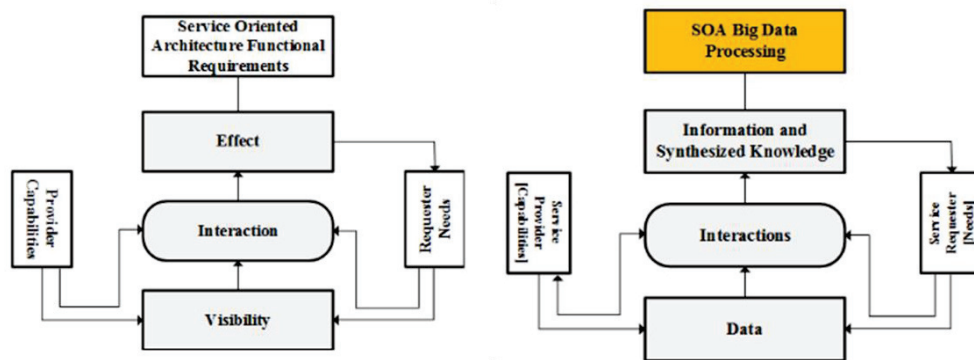 Service Oriented
Architecture Functional
Requirements
Effect
Provider
Capabilities
Requester
Needs
Interaction
Visibility
SOA Big Data
Processing
Information and
Synthesized Knowledge
Service
Provider
[Capabilities]
Service
Requester
[Needs]
Interactions
Data